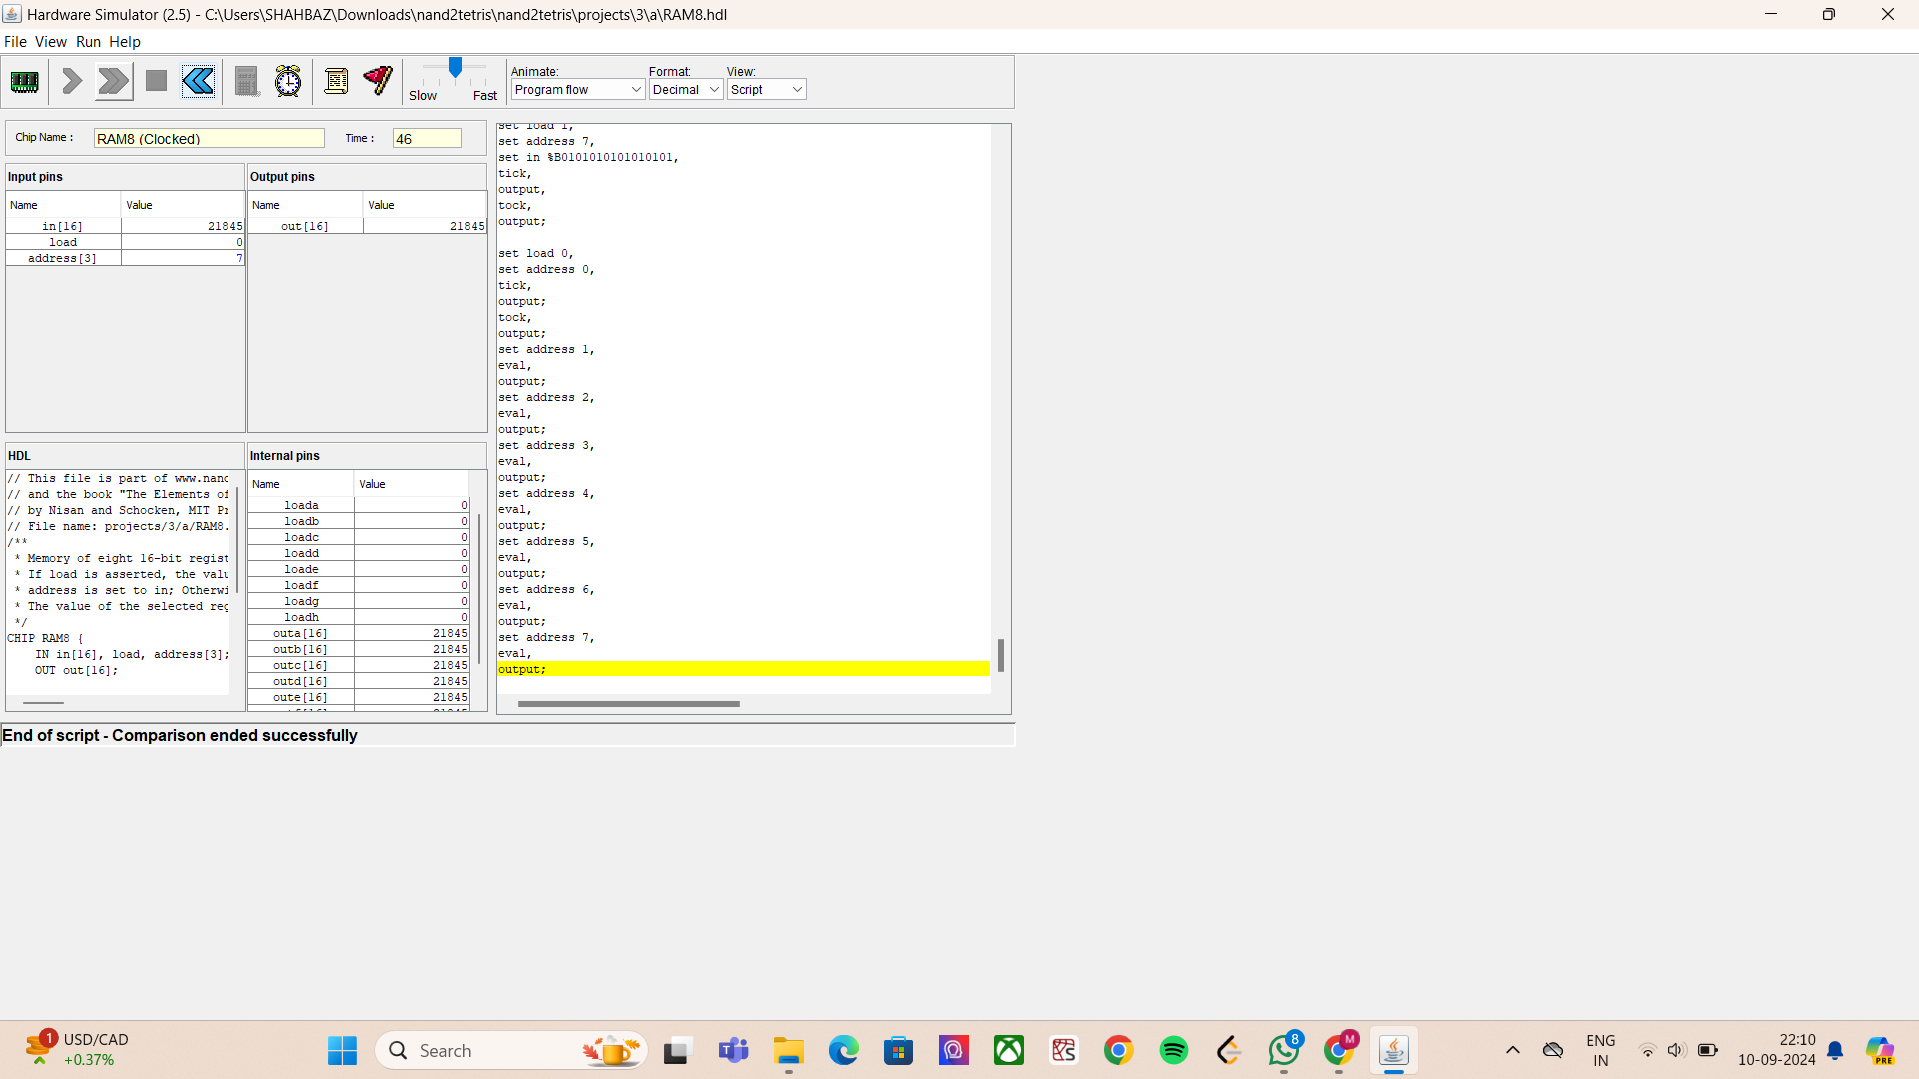 Hardware Simulator (2.5) - C:\Users\SHAHBAZ\Downloads\nand2tetris\nand2tetris\projects\3\a\RAM8.hdl
File View Run Help
Slow Fast
Animate: Format: View:
Program flow Decimal Script
Chip Name : RAM8 (Clocked) Time : 46
Input pins
Name Value
in[16] 21845
load 0
address[3] 7
Output pins
Name Value
out[16] 21845
HDL
// This file is part of www.nand
// and the book "The Elements of
// by Nisan and Schocken, MIT Pr
// File name: projects/3/a/RAM8.
/**
* Memory of eight 16-bit regist
* If load is asserted, the valu
* address is set to in; Otherwi
* The value of the selected reg
*/
CHIP RAM8 {
IN in[16], load, address[3];
OUT out[16];
Internal pins
Name Value
loada 0
loadb 0
loadc 0
loadd 0
loade 0
loadf 0
loadg 0
loadh 0
outa[16] 21845
outb[16] 21845
outc[16] 21845
outd[16] 21845
oute[16] 21845
set load 1,
set address 7,
set in %B0101010101010101,
tick,
output,
tock,
output;
set load 0,
set address 0,
tick,
output;
tock,
output;
set address 1,
eval,
output;
set address 2,
eval,
output;
set address 3,
eval,
output;
set address 4,
eval,
output;
set address 5,
eval,
output;
set address 6,
eval,
output;
set address 7,
eval,
output;
End of script - Comparison ended successfully
1
USD/CAD
+0.37%
Search
8
M
ENG
IN
22:10
10-09-2024
PRE